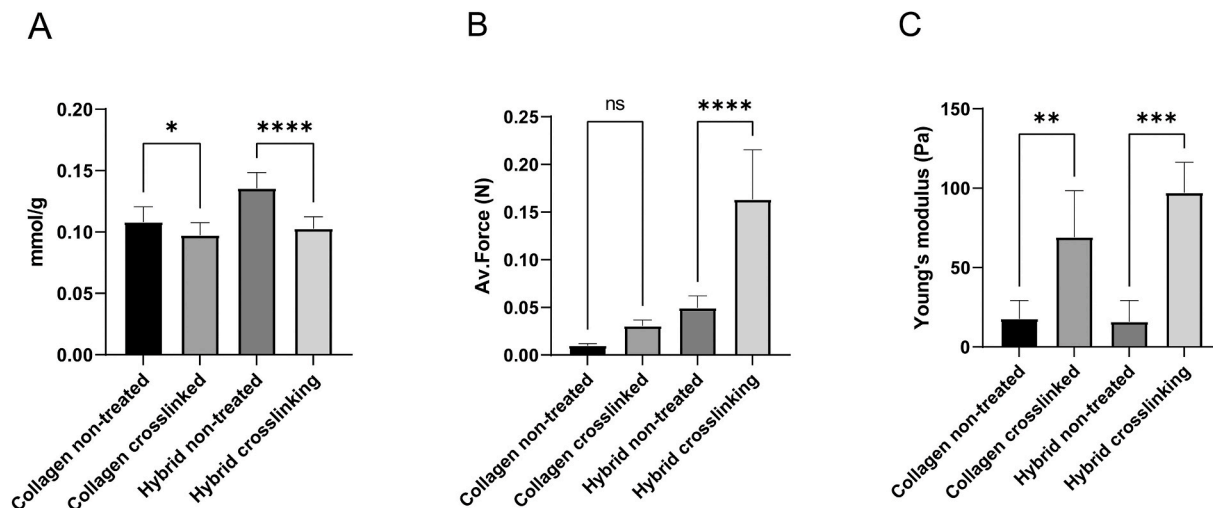 A
mmol/g
0.20
0.15
0.10
0.05
0.00
*
****
Collagen non-treated
Collagen crosslinked
Hybrid non-treated
Hybrid crosslinking
B
Av.Force (N)
0.25
0.20
0.15
0.10
0.05
0.00
ns
****
Collagen non-treated
Collagen crosslinked
Hybrid non-treated
Hybrid crosslinking
C
Young's modulus (Pa)
150
100
50
0
**
***
Collagen non-treated
Collagen crosslinked
Hybrid non-treated
Hybrid crosslinking